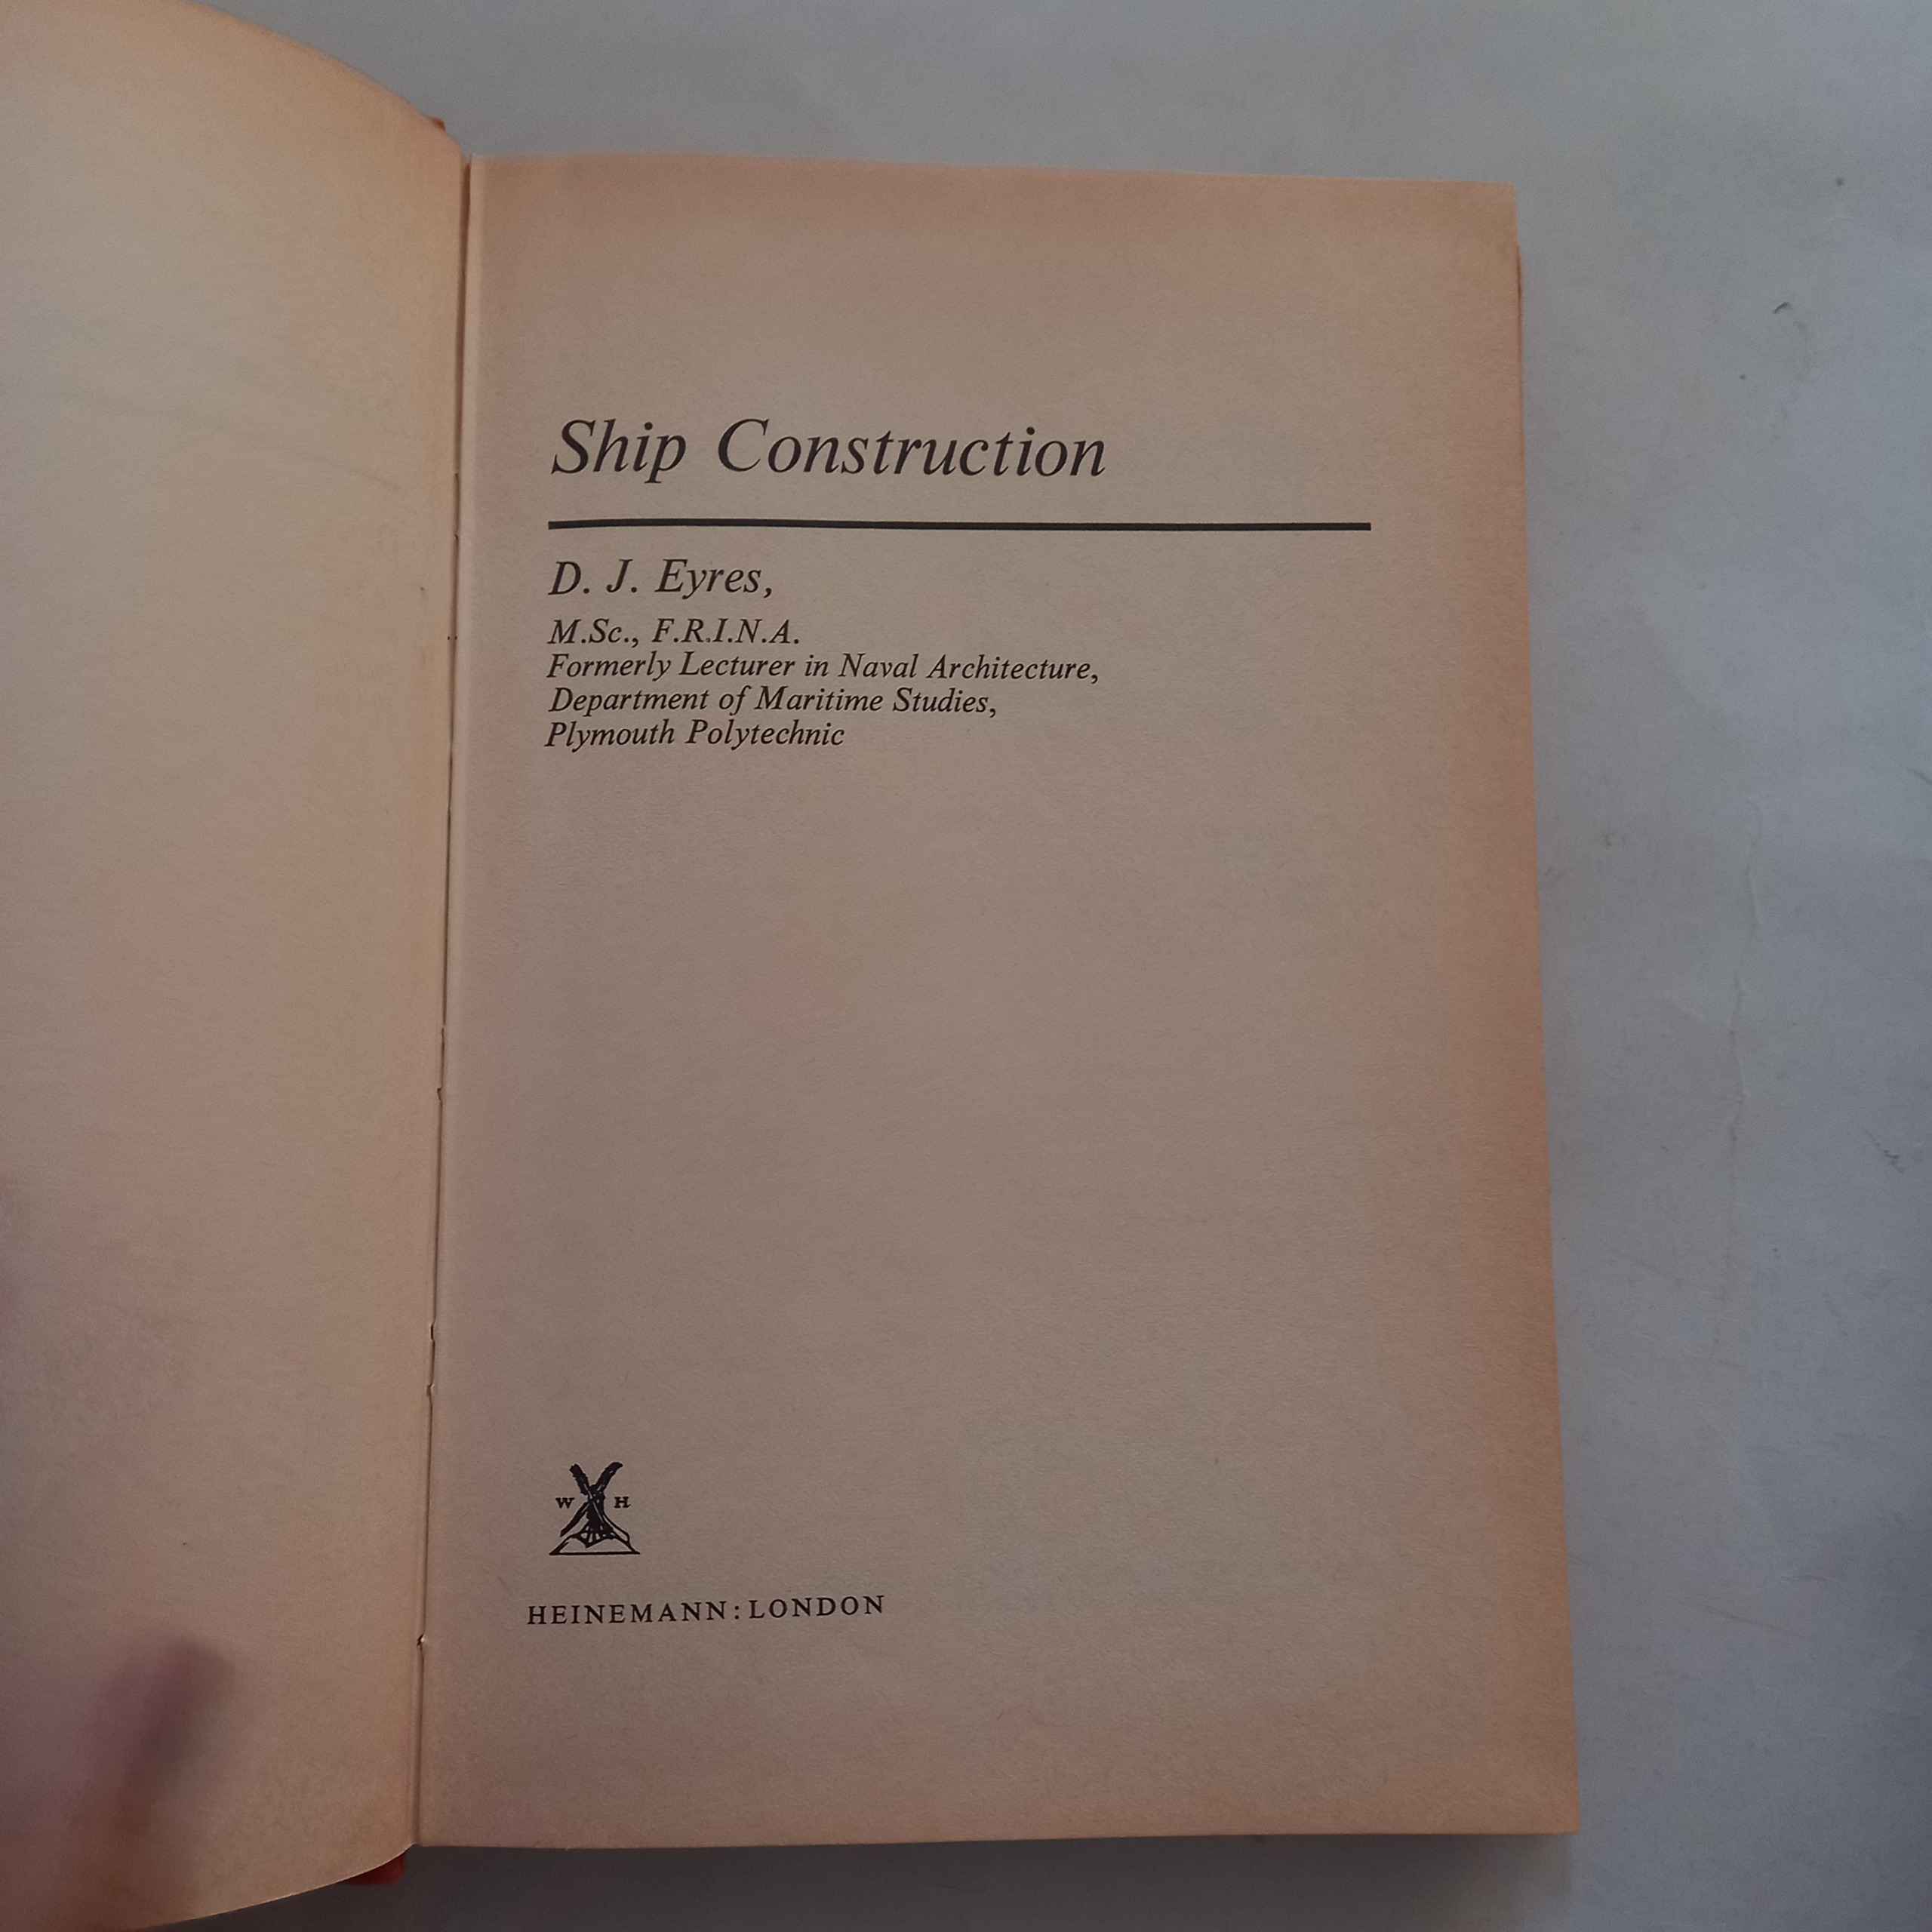 Ship Construction
D. J. Eyres,
M.Sc., F.R.I.N.A.
Formerly Lecturer in Naval Architecture,
Department of Maritime Studies,
Plymouth Polytechnic
W H
HEINEMANN: LONDON